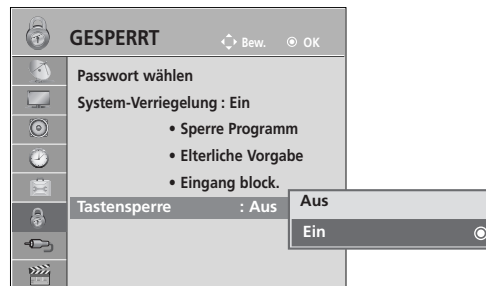 GESPERRT Bew. OK
Passwort wählen
System-Verriegelung : Ein
• Sperre Programm
• Elterliche Vorgabe
• Eingang block.
Tastensperre : Aus
Aus
Ein